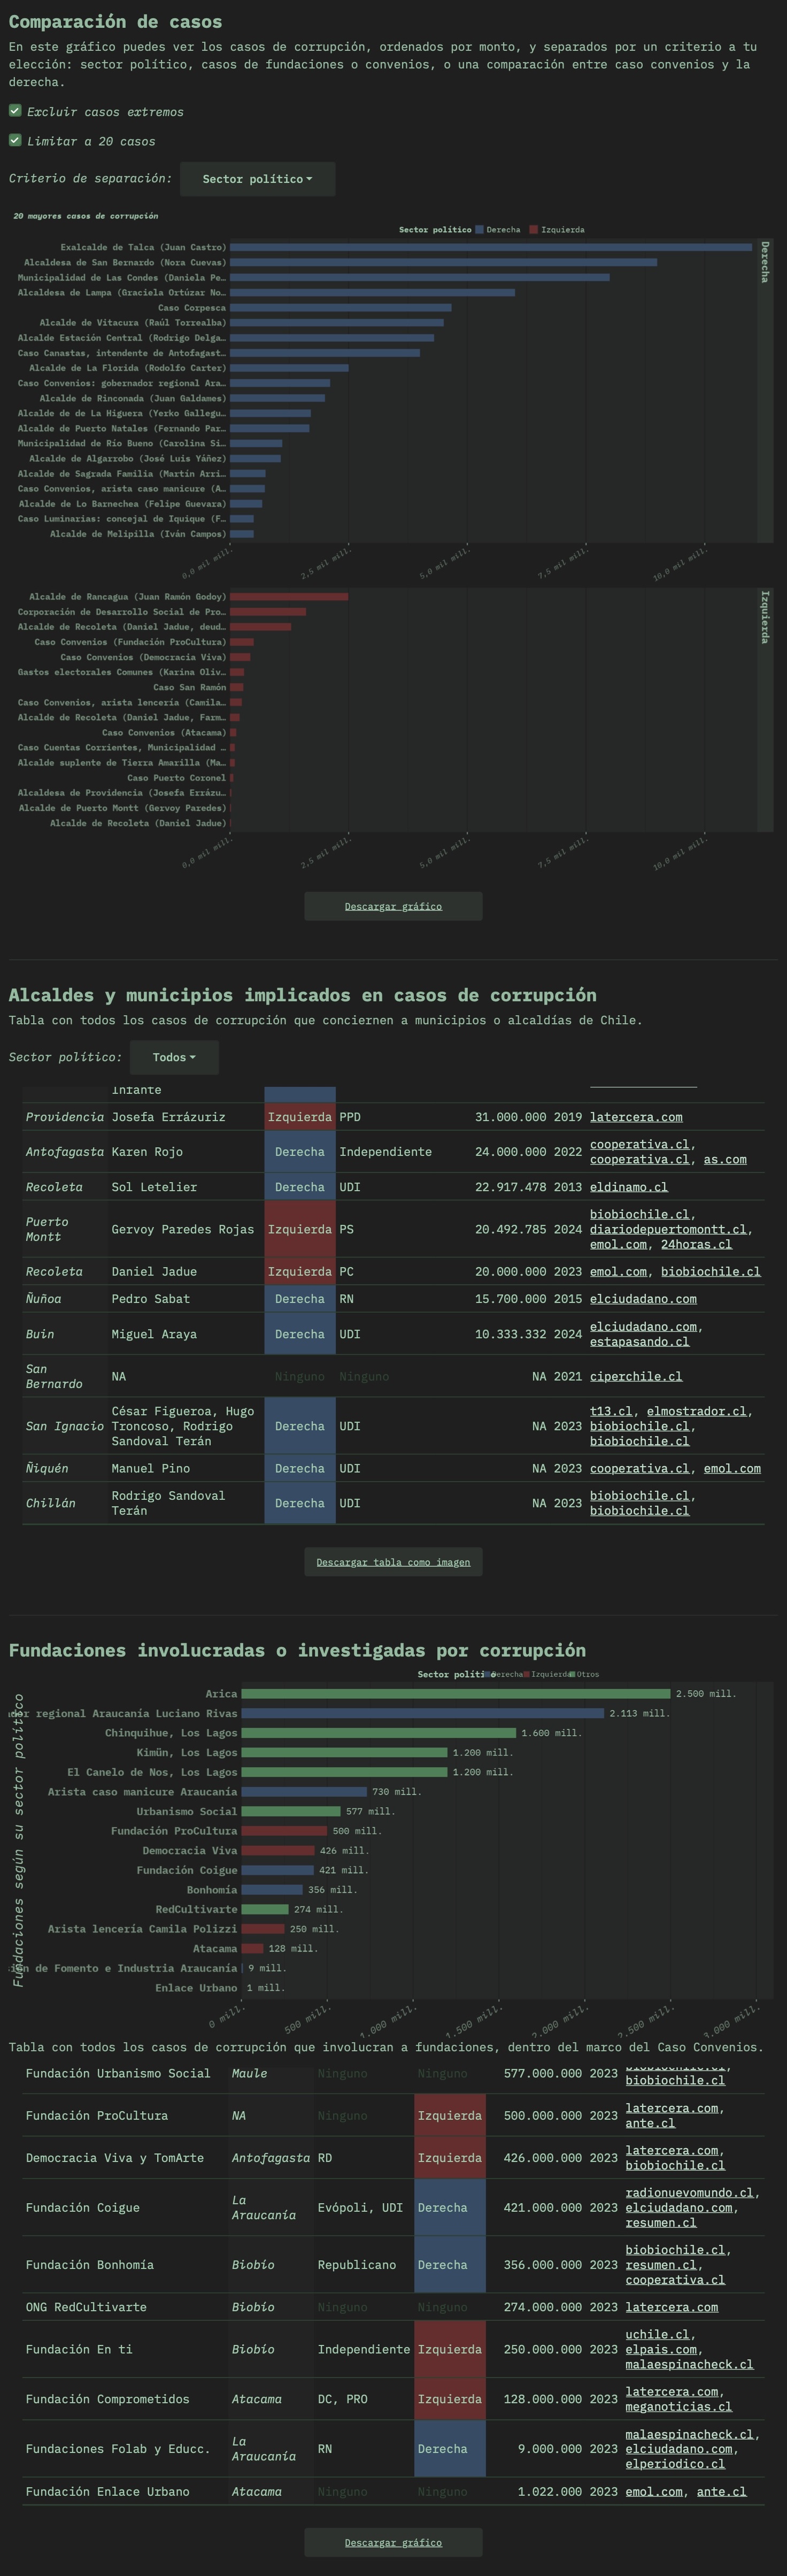 Comparación de casos
En este gráfico puedes ver los casos de corrupción, ordenados por monto, y separados por un criterio a tu
elección: sector político, casos de fundaciones o convenios, o una comparación entre caso convenios y la
derecha.
Excluir casos extremos
Limitar a 20 casos
Criterio de separación: Sector político
20 mayores casos de corrupción
Sector político Derecha Izquierda
Exalcalde de Talca (Juan Castro)
Alcaldesa de San Bernardo (Nora Cuevas)
Municipalidad de Las Condes (Daniela Pe…
Alcaldesa de Lampa (Graciela Ortúzar No…
Caso Corpesca
Alcalde de Vitacura (Raúl Torrealba)
Alcalde Estación Central (Rodrigo Delga…
Caso Canastas, intendente de Antofagast…
Alcalde de La Florida (Rodolfo Carter)
Caso Convenios: gobernador regional Ara…
Alcalde de Rinconada (Juan Galdames)
Alcalde de de La Higuera (Yerko Gallegu…
Alcalde de Puerto Natales (Fernando Par…
Municipalidad de Río Bueno (Carolina Si…
Alcalde de Algarrobo (José Luis Yáñez)
Alcalde de Sagrada Familia (Martín Arri…
Caso Convenios, arista caso manicure (A…
Alcalde de Lo Barnechea (Felipe Guevara)
Caso Luminarias: concejal de Iquique (F…
Alcalde de Melipilla (Iván Campos)
Derecha
0,0 mil mill. 2,5 mil mill. 5,0 mil mill. 7,5 mil mill. 10,0 mil mill.
Alcalde de Rancagua (Juan Ramón Godoy)
Corporación de Desarrollo Social de Pro…
Alcalde de Recoleta (Daniel Jadue, deud…
Caso Convenios (Fundación ProCultura)
Caso Convenios (Democracia Viva)
Gastos electorales Comunes (Karina Oliv…
Caso San Ramón
Caso Convenios, arista lencería (Camila…
Alcalde de Recoleta (Daniel Jadue, Farm…
Caso Convenios (Atacama)
Caso Cuentas Corrientes, Municipalidad …
Alcalde suplente de Tierra Amarilla (Ma…
Caso Puerto Coronel
Alcaldesa de Providencia (Josefa Errázu…
Alcalde de Puerto Montt (Gervoy Paredes)
Alcalde de Recoleta (Daniel Jadue)
Izquierda
0,0 mil mill. 2,5 mil mill. 5,0 mil mill. 7,5 mil mill. 10,0 mil mill.
Descargar gráfico
Alcaldes y municipios implicados en casos de corrupción
Tabla con todos los casos de corrupción que conciernen a municipios o alcaldías de Chile.
Sector político: Todos
Infante
Providencia Josefa Errázuriz Izquierda PPD 31.000.000 2019 latercera.com
Antofagasta Karen Rojo Derecha Independiente 24.000.000 2022 cooperativa.cl,
cooperativa.cl, as.com
Recoleta Sol Letelier Derecha UDI 22.917.478 2013 eldinamo.cl
Puerto
Montt Gervoy Paredes Rojas Izquierda PS 20.492.785 2024 biobiochile.cl,
diariodepuertomontt.cl,
emol.com, 24horas.cl
Recoleta Daniel Jadue Izquierda PC 20.000.000 2023 emol.com, biobiochile.cl
Ñuñoa Pedro Sabat Derecha RN 15.700.000 2015 elciudadano.com
Buin Miguel Araya Derecha UDI 10.333.332 2024 elciudadano.com,
estapasando.cl
San
Bernardo NA Ninguno Ninguno NA 2021 ciperchile.cl
San Ignacio César Figueroa, Hugo
Troncoso, Rodrigo
Sandoval Terán Derecha UDI NA 2023 t13.cl, elmostrador.cl,
biobiochile.cl,
biobiochile.cl
Ñiquén Manuel Pino Derecha UDI NA 2023 cooperativa.cl, emol.com
Chillán Rodrigo Sandoval
Terán Derecha UDI NA 2023 biobiochile.cl,
biobiochile.cl
Descargar tabla como imagen
Fundaciones involucradas o investigadas por corrupción
Sector político Derecha Izquierda Otros
Fundaciones según su sector político
Arica 2.500 mill.
regional Araucanía Luciano Rivas 2.113 mill.
Chinquihue, Los Lagos 1.600 mill.
Kimün, Los Lagos 1.200 mill.
El Canelo de Nos, Los Lagos 1.200 mill.
Arista caso manicure Araucanía 730 mill.
Urbanismo Social 577 mill.
Fundación ProCultura 500 mill.
Democracia Viva 426 mill.
Fundación Coigue 421 mill.
Bonhomía 356 mill.
RedCultivarte 274 mill.
Arista lencería Camila Polizzi 250 mill.
Atacama 128 mill.
de Fomento e Industria Araucanía 9 mill.
Enlace Urbano 1 mill.
0 mill. 500 mill. 1.000 mill. 1.500 mill. 2.000 mill. 2.500 mill. 3.000 mill.
Tabla con todos los casos de corrupción que involucran a fundaciones, dentro del marco del Caso Convenios.
Fundación Urbanismo Social Maule Ninguno Ninguno 577.000.000 2023 biobiochile.cl,
biobiochile.cl
Fundación ProCultura NA Ninguno Izquierda 500.000.000 2023 latercera.com,
ante.cl
Democracia Viva y TomArte Antofagasta RD Izquierda 426.000.000 2023 latercera.com,
biobiochile.cl
Fundación Coigue La
Araucanía Evópoli, UDI Derecha 421.000.000 2023 radionuevomundo.cl,
elciudadano.com,
resumen.cl
Fundación Bonhomía Biobío Republicano Derecha 356.000.000 2023 biobiochile.cl,
resumen.cl,
cooperativa.cl
ONG RedCultivarte Biobío Ninguno Ninguno 274.000.000 2023 latercera.com
Fundación En ti Biobío Independiente Izquierda 250.000.000 2023 uchile.cl,
elpais.com,
malaespinacheck.cl
Fundación Comprometidos Atacama DC, PRO Izquierda 128.000.000 2023 latercera.com,
meganoticias.cl
Fundaciones Folab y Educc. La
Araucanía RN Derecha 9.000.000 2023 malaespinacheck.cl,
elciudadano.com,
elperiodico.cl
Fundación Enlace Urbano Atacama Ninguno Ninguno 1.022.000 2023 emol.com, ante.cl
Descargar gráfico